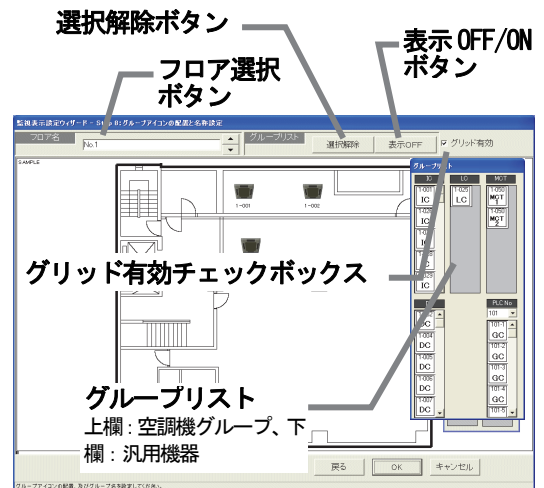 選択解除ボタン
表示 OFF/ON
ボタン
フロア選択
ボタン
監視表示設定ウィザード - Step 8:グループアイコンの配置と名称設定
フロア名
No.1
グループリスト
選択解除
表示OFF
グリッド有効
SAMPLE
グループリスト
IC
LC
MCT
1-001
IC
1-025
LC
1-050
MCT
1
IC
1-050
MCT
2
IC
1-001
1-002
グリッド有効チェックボックス
IC
PLC No
101
DC
1-004
DC
1-005
DC
1-006
DC
1-007
DC
101-1
GC
101-2
GC
101-3
GC
101-4
GC
101-5
グループリスト
上欄：空調機グループ、下
欄：汎用機器
戻る
OK
キャンセル
グループアイコンの配置、及びグループ名を設定してください。